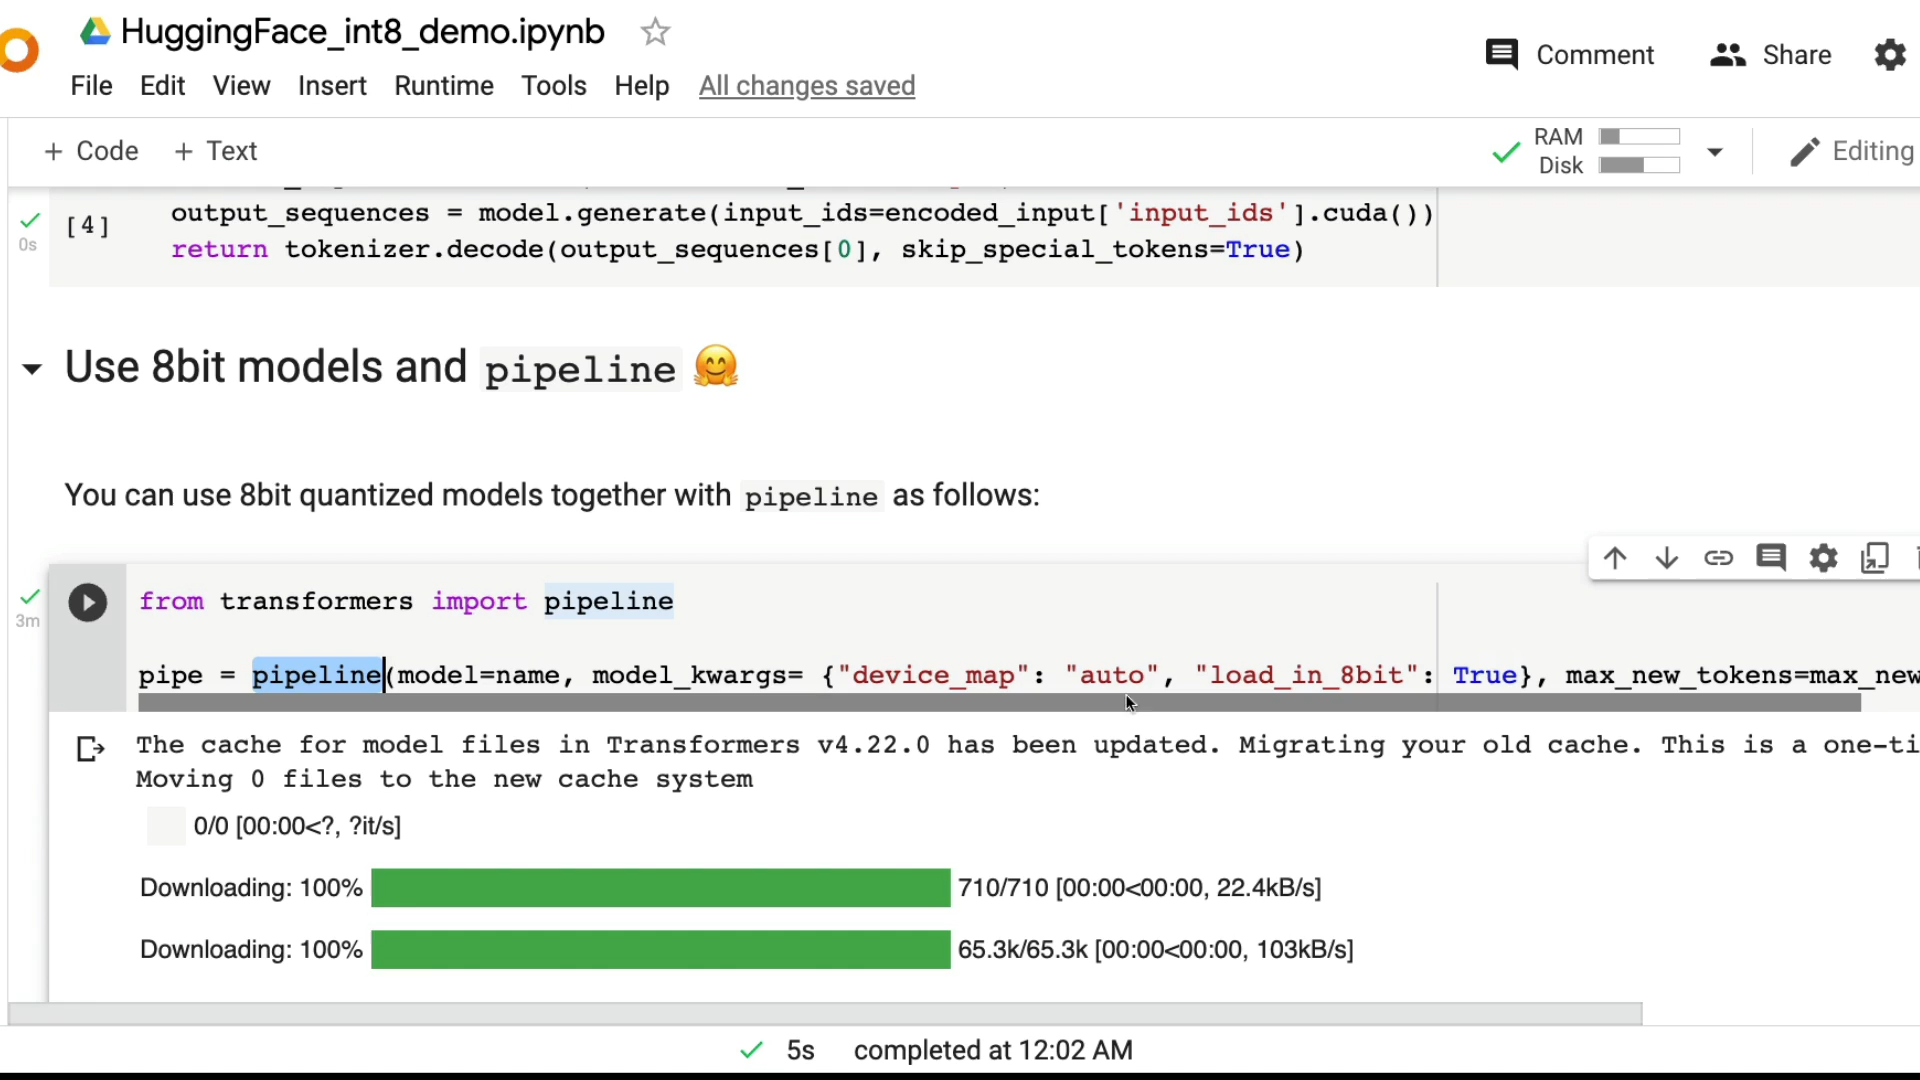 HuggingFace_int8_demo.ipynb
File Edit View Insert Runtime Tools Help All changes saved
Comment Share
+ Code + Text
RAM
Disk
Editing
[4]
0s
output_sequences = model.generate(input_ids=encoded_input['input_ids'].cuda())
return tokenizer.decode(output_sequences[0], skip_special_tokens=True)
Use 8bit models and pipeline 🤗
You can use 8bit quantized models together with pipeline as follows:
3m
from transformers import pipeline
pipe = pipeline(model=name, model_kwargs= {"device_map": "auto", "load_in_8bit": True}, max_new_tokens=max_new
The cache for model files in Transformers v4.22.0 has been updated. Migrating your old cache. This is a one-ti
Moving 0 files to the new cache system
0/0 [00:00<?, ?it/s]
Downloading: 100% 710/710 [00:00<00:00, 22.4kB/s]
Downloading: 100% 65.3k/65.3k [00:00<00:00, 103kB/s]
5s completed at 12:02 AM